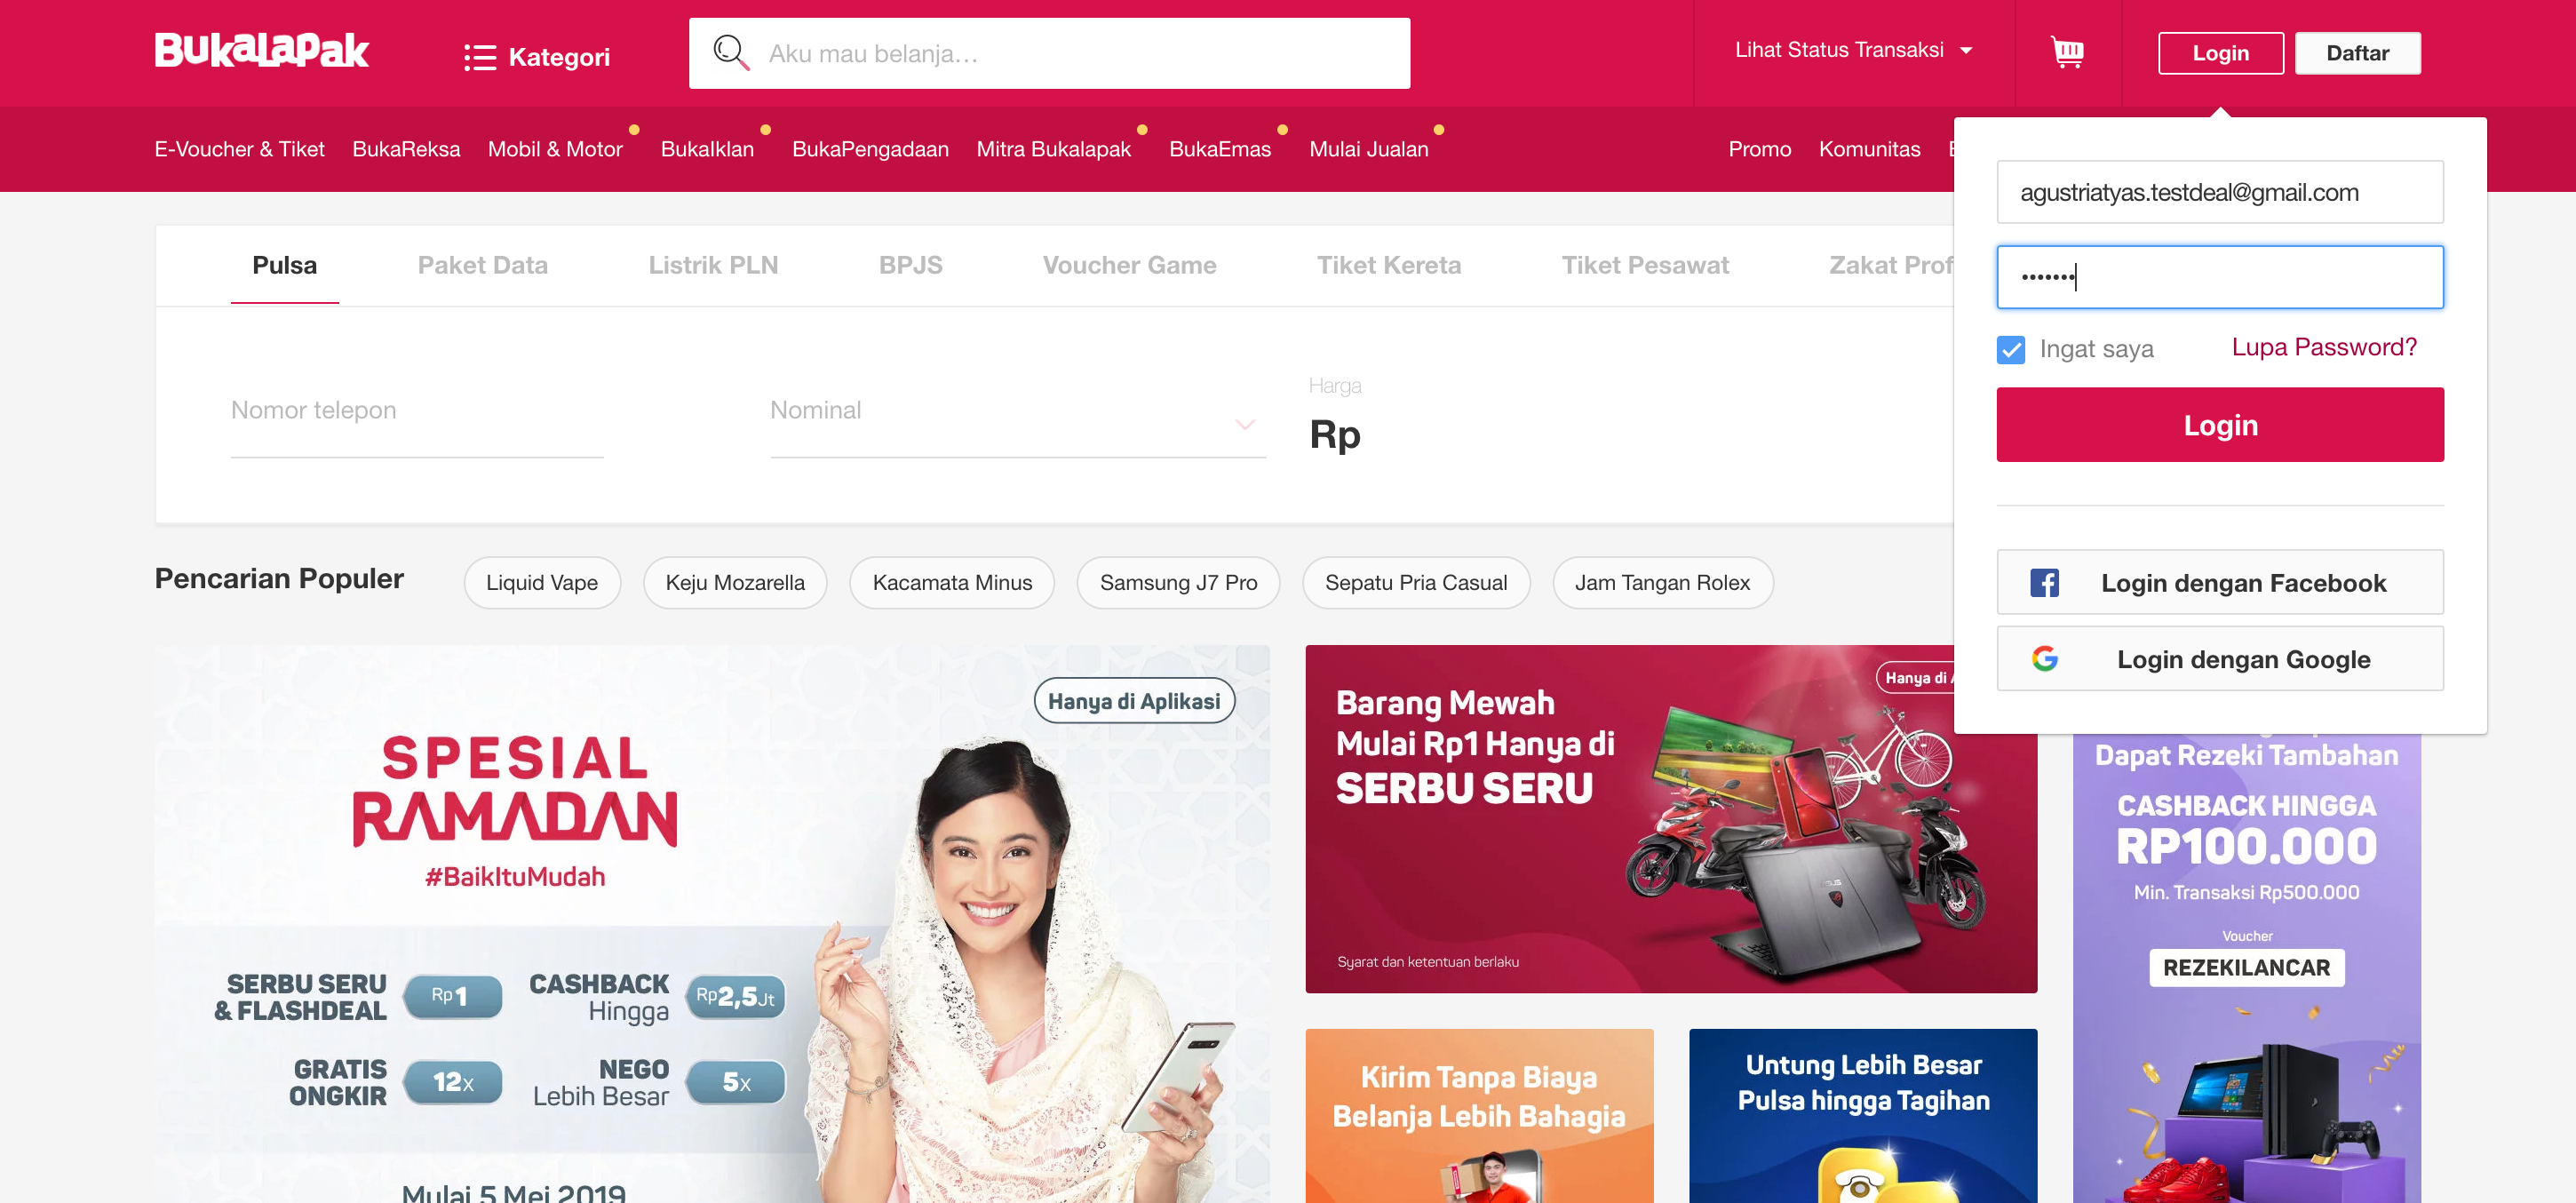 BukaLapak
Kategori
Aku mau belanja...
Lihat Status Transaksi
Login
Daftar
E-Voucher & Tiket
BukaReksa
Mobil & Motor
BukaIklan
BukaPengadaan
Mitra Bukalapak
BukaEmas
Mulai Jualan
Promo
Komunitas
agustriatyas.testdeal@gmail.com
•••••••
Ingat saya
Lupa Password?
Login
Login dengan Facebook
Login dengan Google
Pulsa
Paket Data
Listrik PLN
BPJS
Voucher Game
Tiket Kereta
Tiket Pesawat
Zakat Prof
Nomor telepon
Nominal
Harga
Rp
Pencarian Populer
Liquid Vape
Keju Mozarella
Kacamata Minus
Samsung J7 Pro
Sepatu Pria Casual
Jam Tangan Rolex
Hanya di Aplikasi
SPESIAL
RAMADAN
#BaikItuMudah
SERBU SERU
& FLASHDEAL
Rp1
CASHBACK
Hingga
Rp2,5Jt
GRATIS
ONGKIR
12x
NEGO
Lebih Besar
5x
Mulai 5 Mei 2019
Hanya di
Barang Mewah
Mulai Rp1 Hanya di
SERBU SERU
ASUS
Syarat dan ketentuan berlaku
Kirim Tanpa Biaya
Belanja Lebih Bahagia
Untung Lebih Besar
Pulsa hingga Tagihan
Dapat Rezeki Tambahan
CASHBACK HINGGA
RP100.000
Min. Transaksi Rp500.000
Voucher
REZEKILANCAR